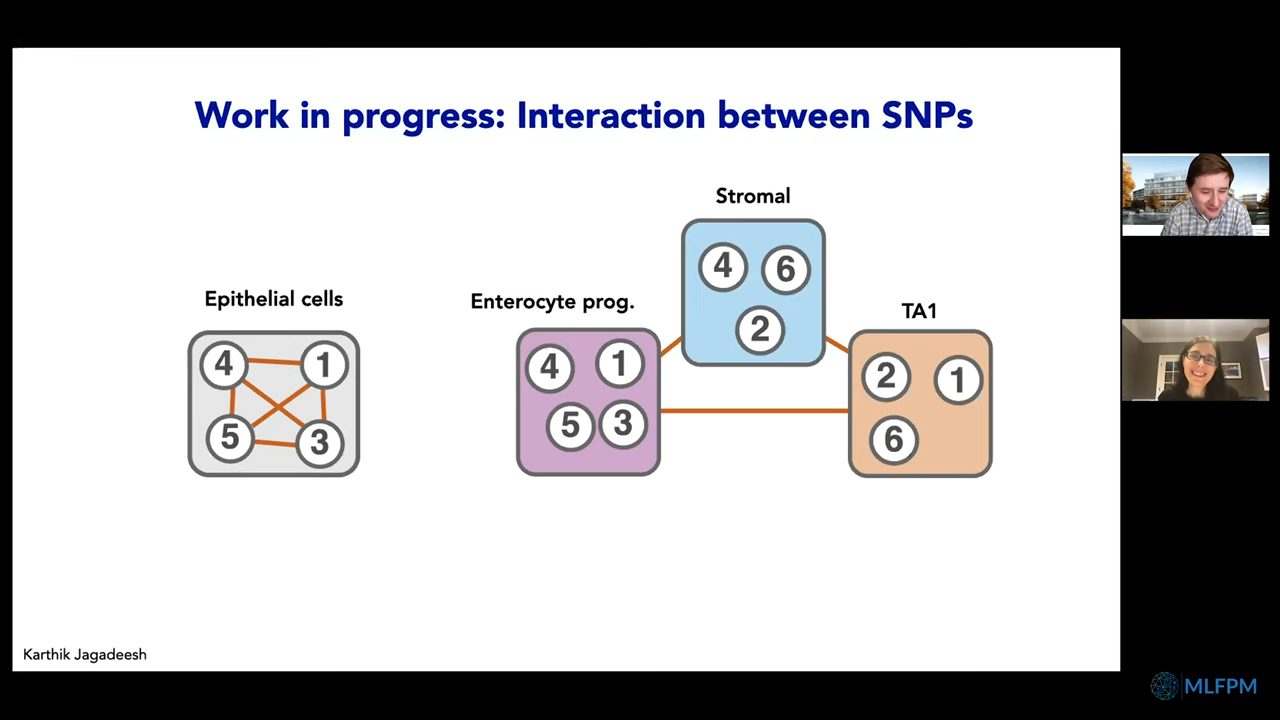 Work in progress: Interaction between SNPs
Stromal
4 6
2
Epithelial cells
4 1
5 3
Enterocyte prog.
4 1
5 3
TA1
2 1
6
Karthik Jagadeesh
MLFPM